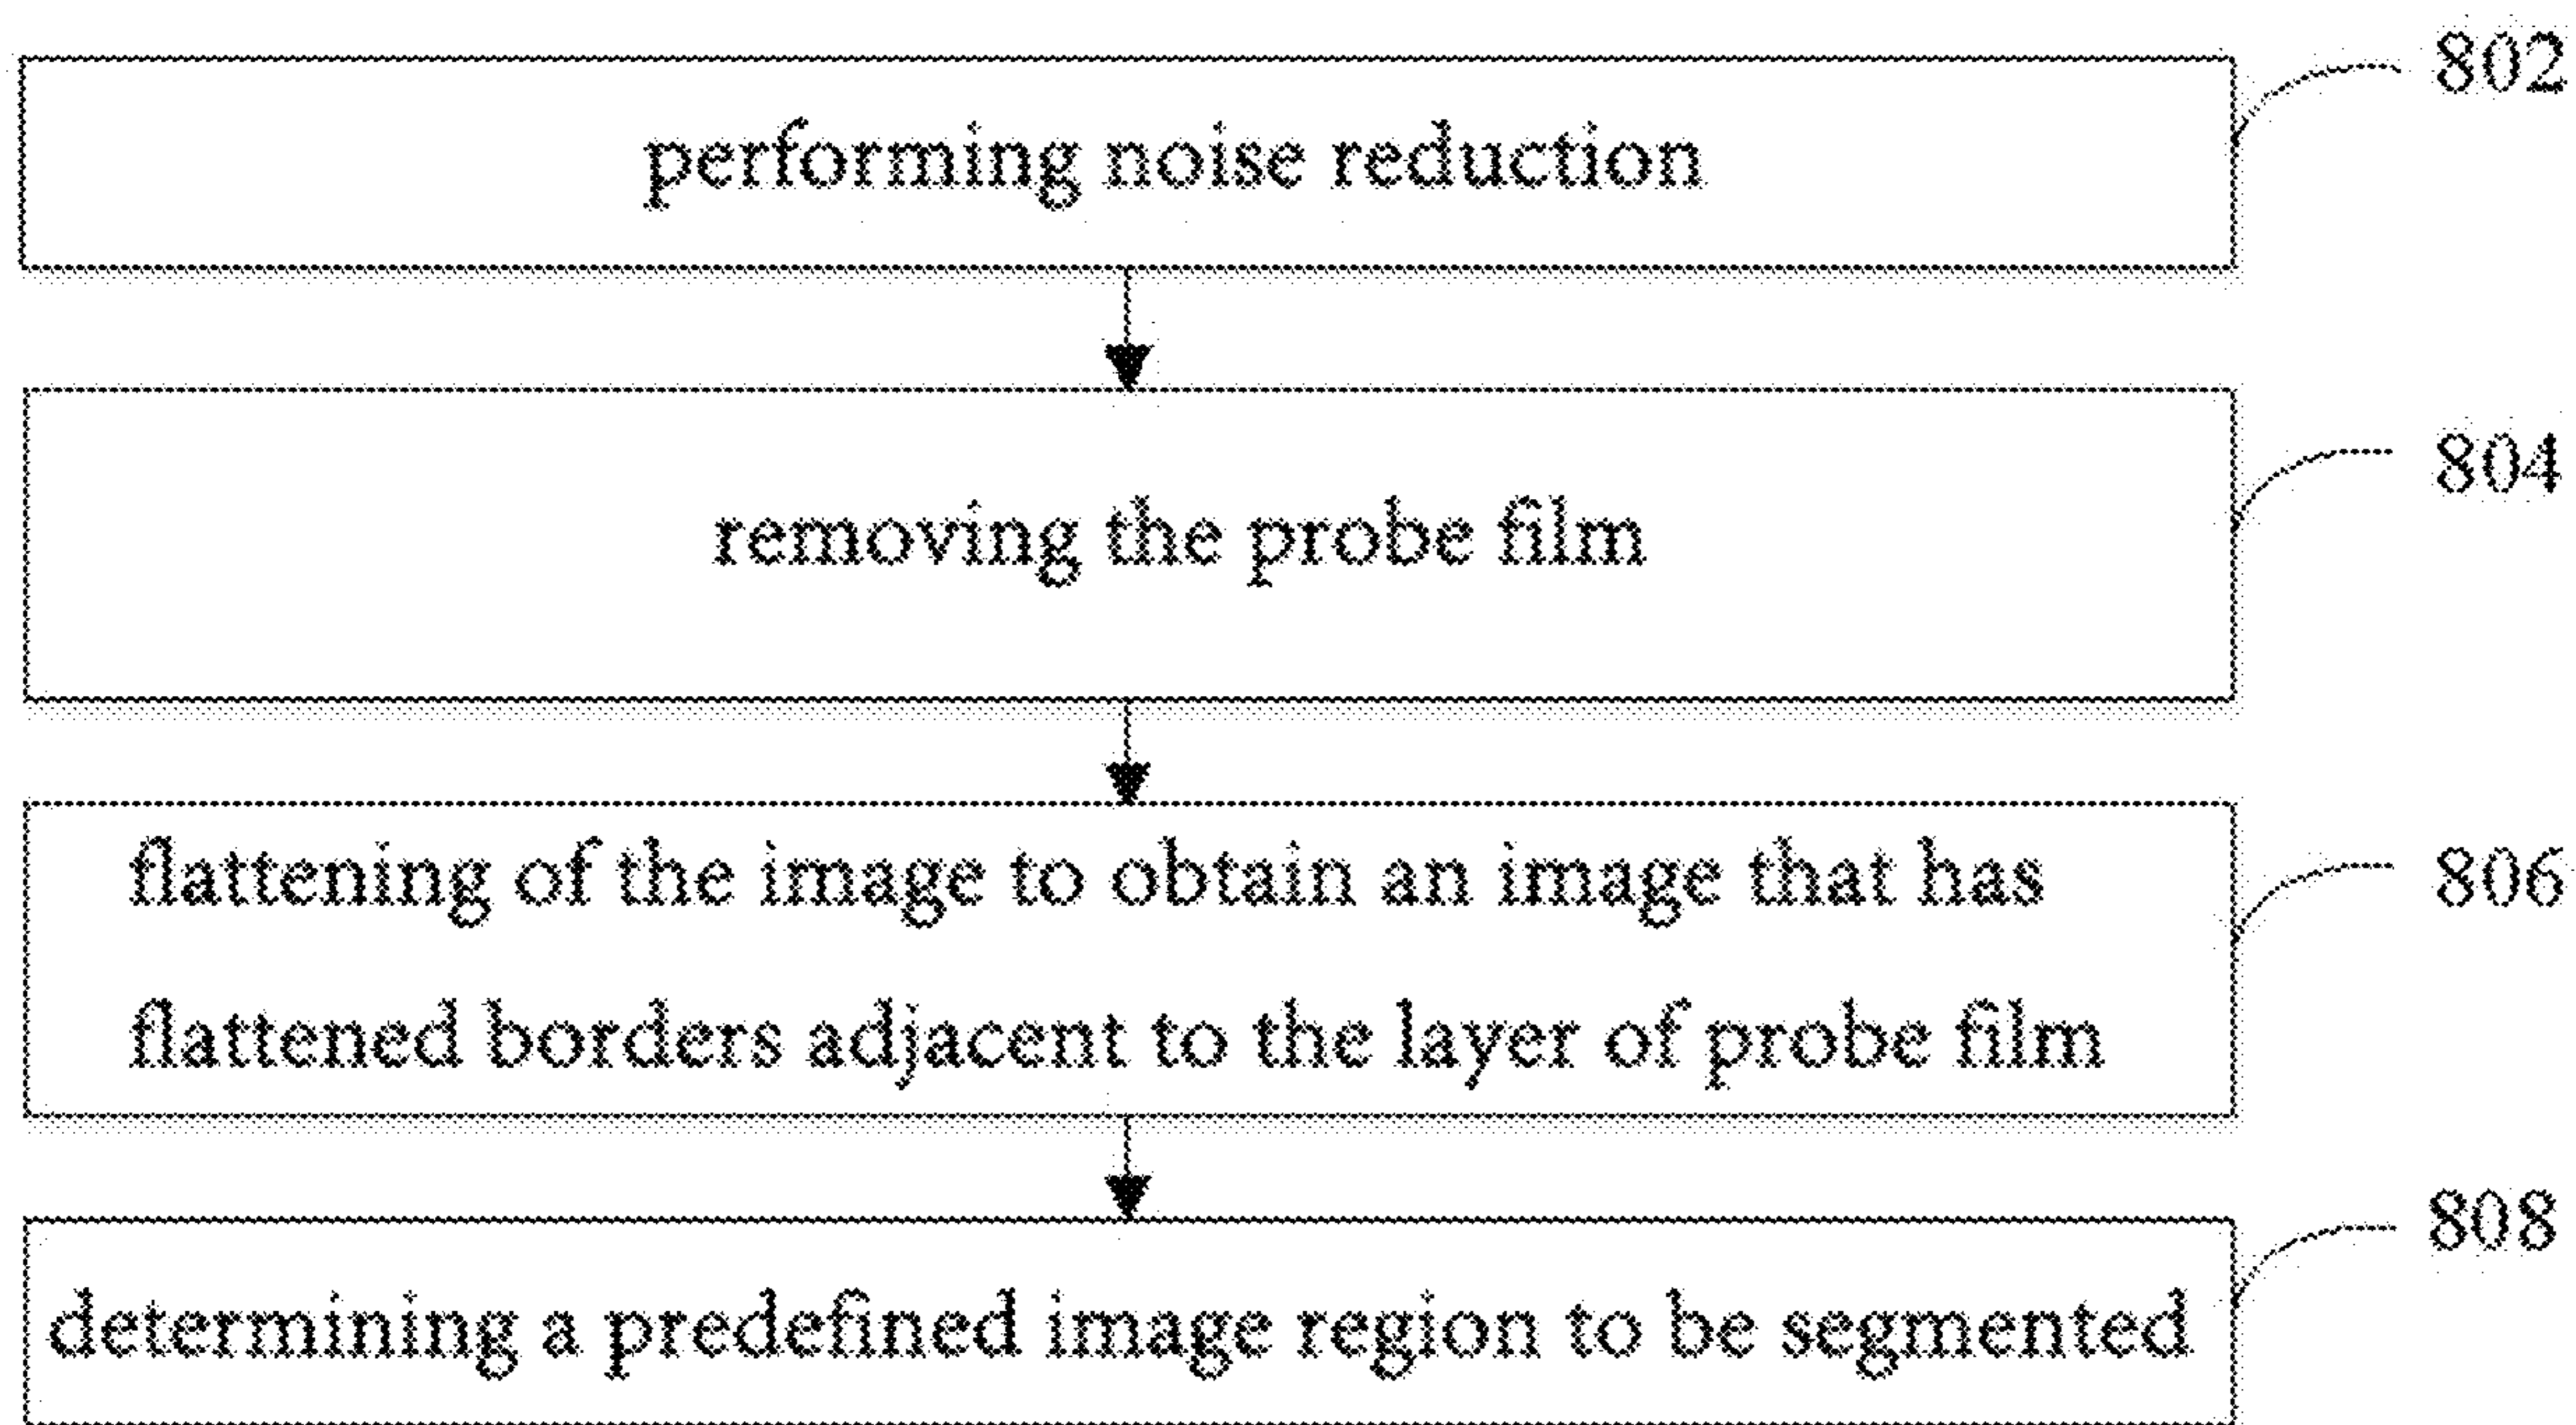 802
performing noise reduction
804
removing the probe film
806
flattening of the image to obtain an image that has
flattened borders adjacent to the layer of probe film
808
determining a predefined image region to be segmented